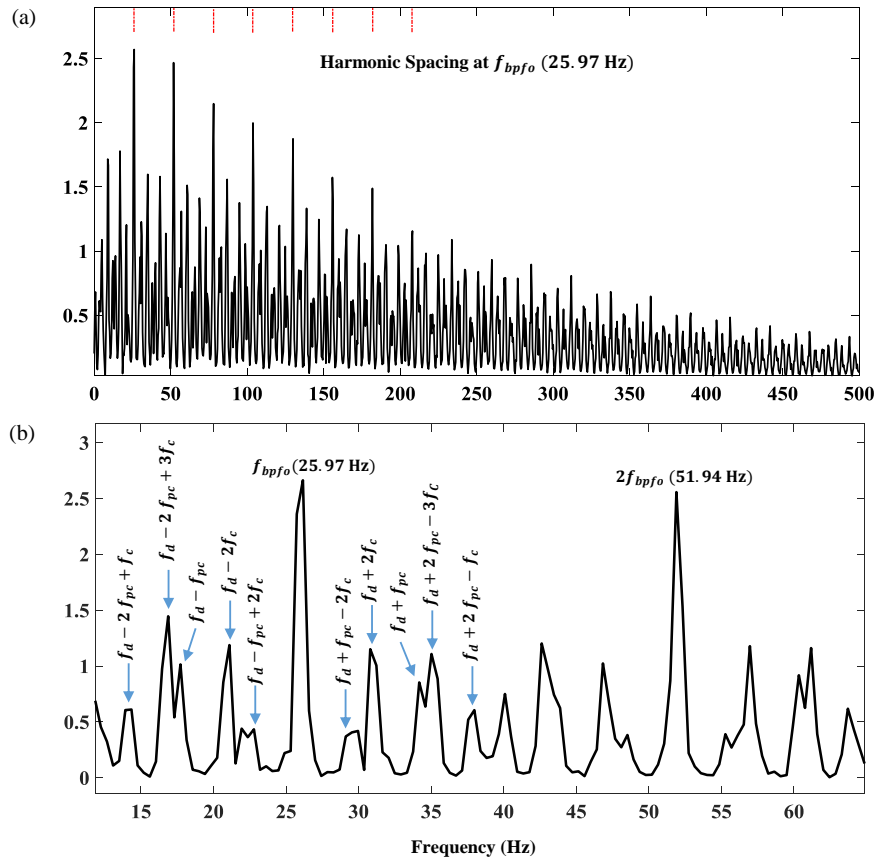 (a)
Harmonic Spacing at f_bpfo (25.97 Hz)
2.5
2
1.5
1
0.5
0 50 100 150 200 250 300 350 400 450 500
(b)
f_bpfo (25.97 Hz)
2f_bpfo (51.94 Hz)
f_d − 2f_pc + f_c
f_d − 2f_pc + 3f_c
f_d − f_pc
f_d − 2f_c
f_d − f_pc + 2f_c
f_d + f_pc − 2f_c
f_d + 2f_c
f_d + f_pc
f_d + 2f_pc − 3f_C
f_d + 2f_pc − f_c
3
2.5
2
1.5
1
0.5
0
15 20 25 30 35 40 45 50 55 60
Frequency (Hz)